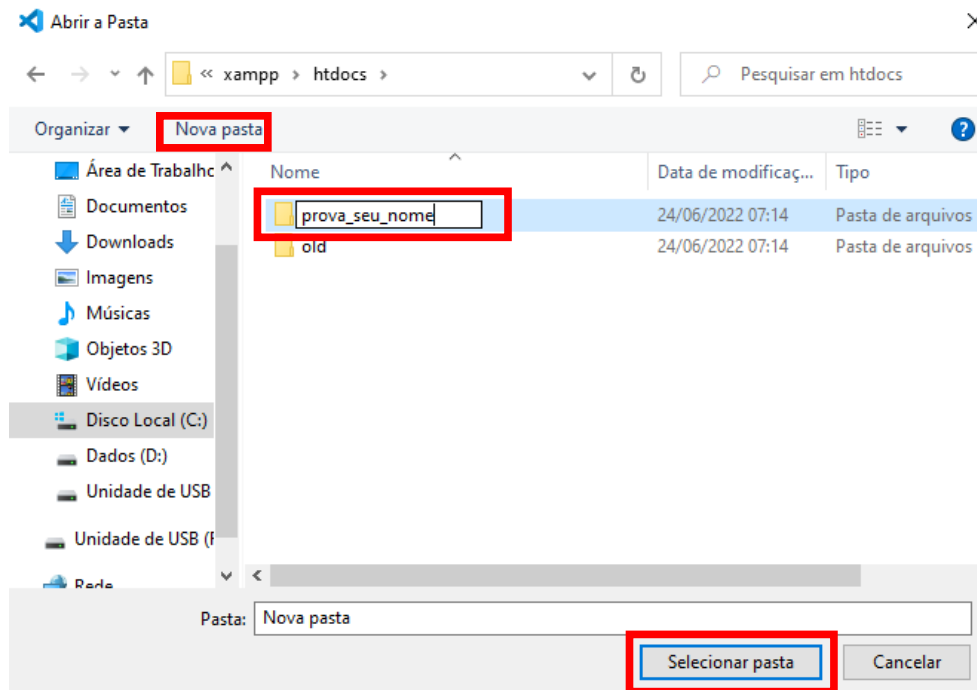 Abrir a Pasta
« xampp › htdocs ›
Pesquisar em htdocs
Organizar
Nova pasta
Nome
Data de modificaç...
Tipo
prova_seu_nome
24/06/2022 07:14
Pasta de arquivos
old
24/06/2022 07:14
Pasta de arquivos
Área de Trabalho
Documentos
Downloads
Imagens
Músicas
Objetos 3D
Vídeos
Disco Local (C:)
Dados (D:)
Unidade de USB
Unidade de USB (F
Rede
Pasta:
Nova pasta
Selecionar pasta
Cancelar